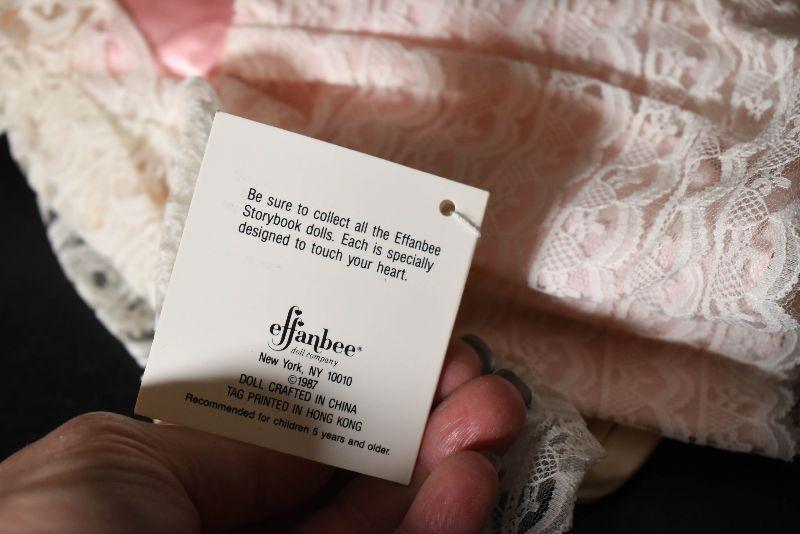 Be sure to collect all the Effanbee
Storybook dolls. Each is specially
designed to touch your heart.
effanbee®
doll company
New York, NY 10010
©1987
DOLL CRAFTED IN CHINA
TAG PRINTED IN HONG KONG
Recommended for children 5 years and older.